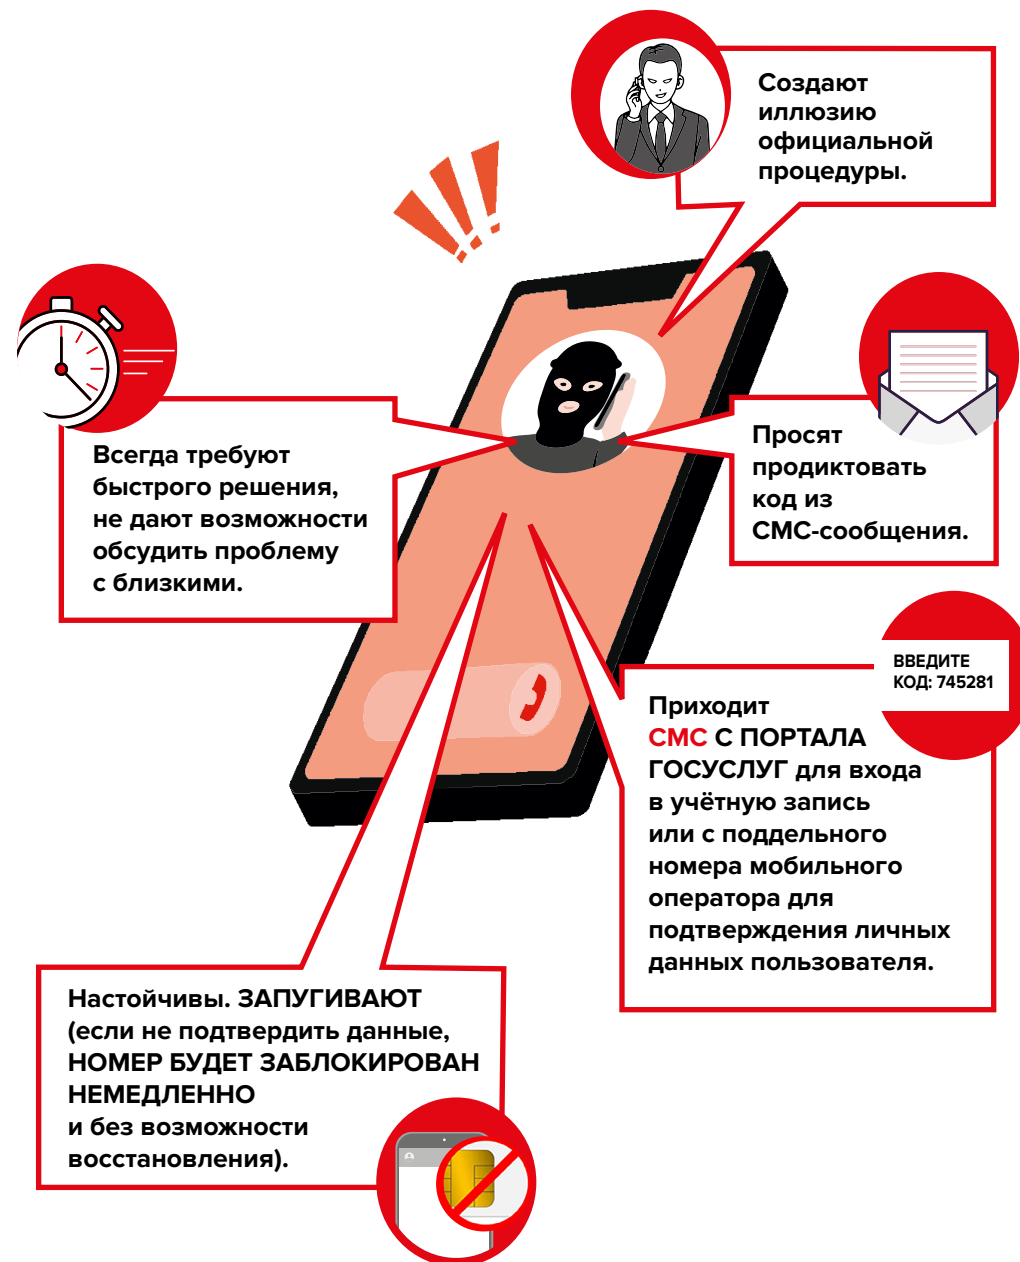 Создают
иллюзию
официальной
процедуры.
Всегда требуют
быстрого решения,
не дают возможности
обсудить проблему
с близкими.
Просят
продиктовать
код из
СМС-сообщения.
ВВЕДИТЕ
КОД: 745281
Приходит
СМС С ПОРТАЛА
ГОСУСЛУГ для входа
в учётную запись
или с поддельного
номера мобильного
оператора для
подтверждения личных
данных пользователя.
Настойчивы. ЗАПУГИВАЮТ
(если не подтвердить данные,
НОМЕР БУДЕТ ЗАБЛОКИРОВАН
НЕМЕДЛЕННО
и без возможности
восстановления).